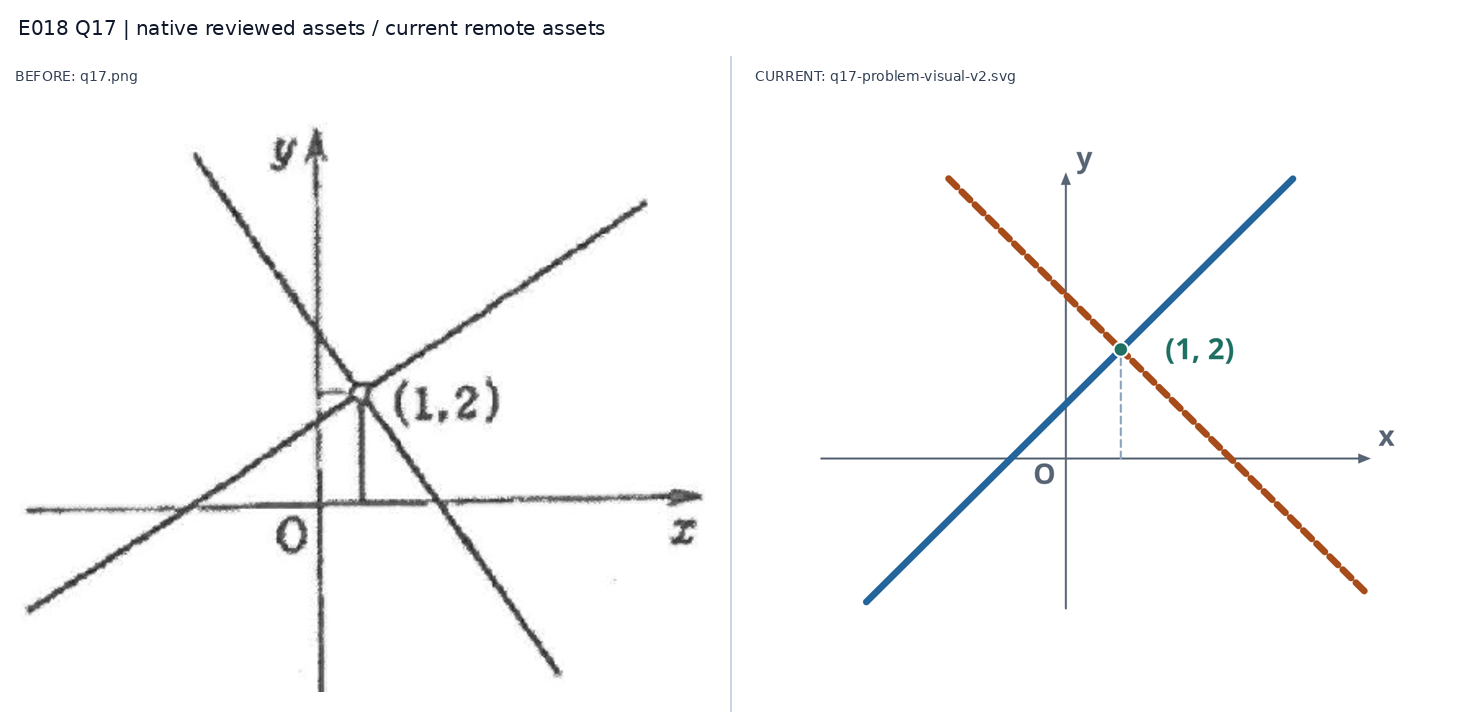 E018 Q17 | native reviewed assets / current remote assets
BEFORE: q17.png
y
(1,2)
O
x
CURRENT: q17-problem-visual-v2.svg
y
(1, 2)
x
O